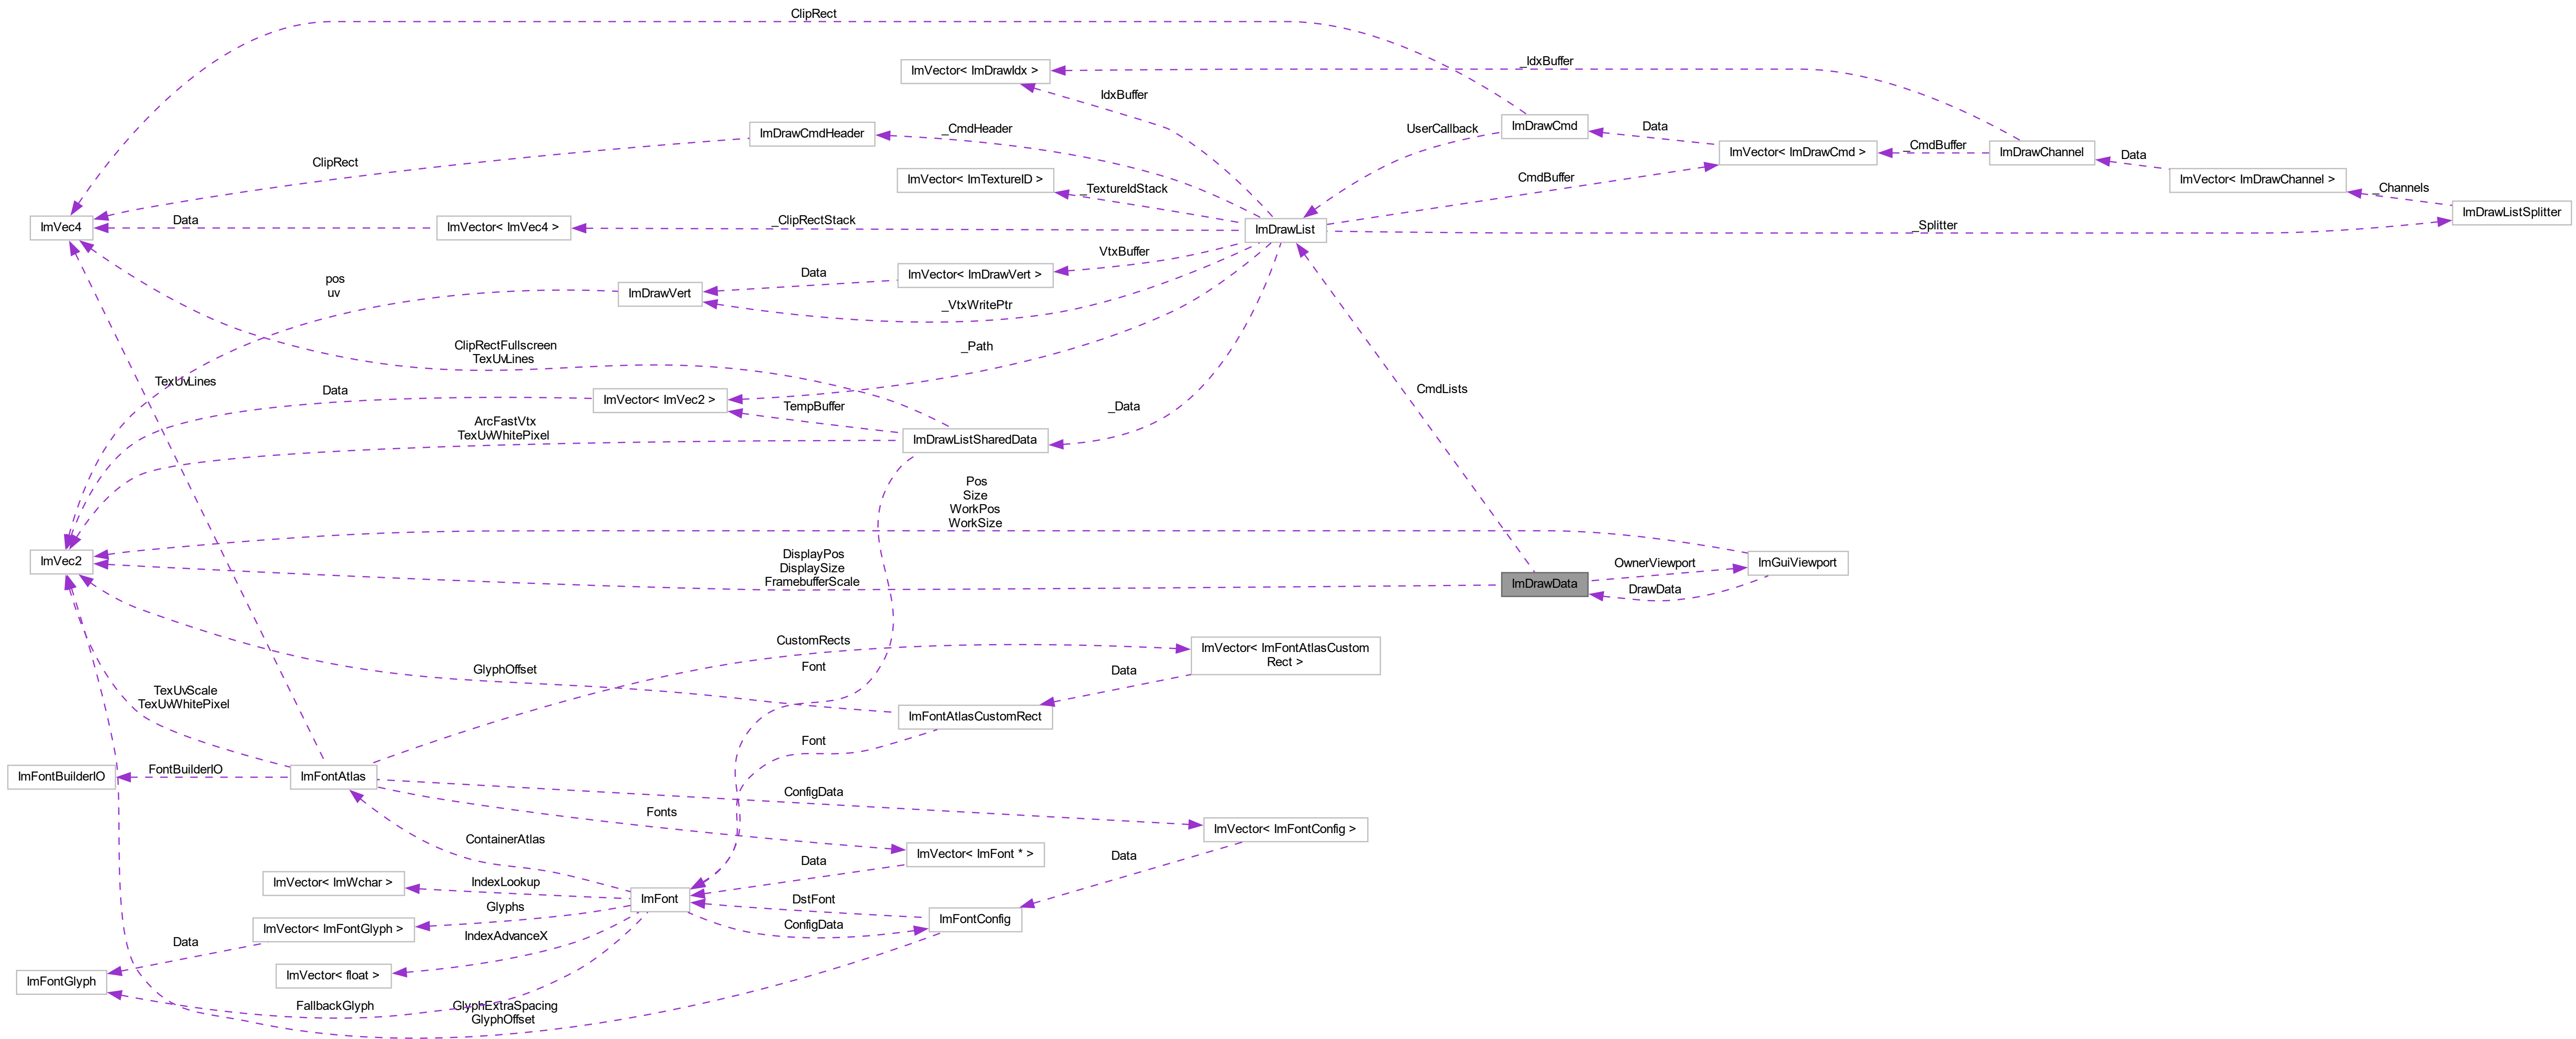 ClipRect
ImVector< ImDrawIdx >
_IdxBuffer
IdxBuffer
ImDrawCmdHeader
_CmdHeader
UserCallback
ImDrawCmd
Data
ImVector< ImDrawCmd >
_CmdBuffer
ImDrawChannel
Data
ImVector< ImDrawChannel >
_Channels
ImDrawListSplitter
ClipRect
ImVector< ImTextureID >
_TextureIdStack
CmdBuffer
ImVec4
Data
ImVector< ImVec4 >
_ClipRectStack
ImDrawList
_Splitter
VtxBuffer
Data
ImVector< ImDrawVert >
pos
uv
ImDrawVert
_VtxWritePtr
ClipRectFullscreen
TexUvLines
_Path
TexUvLines
Data
ImVector< ImVec2 >
TempBuffer
_Data
CmdLists
ArcFastVtx
TexUvWhitePixel
ImDrawListSharedData
Pos
Size
WorkPos
WorkSize
ImVec2
DisplayPos
DisplaySize
FramebufferScale
ImDrawData
OwnerViewport
DrawData
ImGuiViewport
CustomRects
ImVector< ImFontAtlasCustom
Rect >
GlyphOffset
Font
Data
TexUvScale
TexUvWhitePixel
ImFontAtlasCustomRect
Font
ImFontBuilderIO
FontBuilderIO
ImFontAtlas
ConfigData
Fonts
ImVector< ImFontConfig >
ContainerAtlas
ImVector< ImFont * >
Data
Data
ImVector< ImWchar >
IndexLookup
ImFont
DstFont
Glyphs
ImVector< ImFontGlyph >
ConfigData
ImFontConfig
Data
IndexAdvanceX
ImVector< float >
ImFontGlyph
FallbackGlyph
GlyphExtraSpacing
GlyphOffset